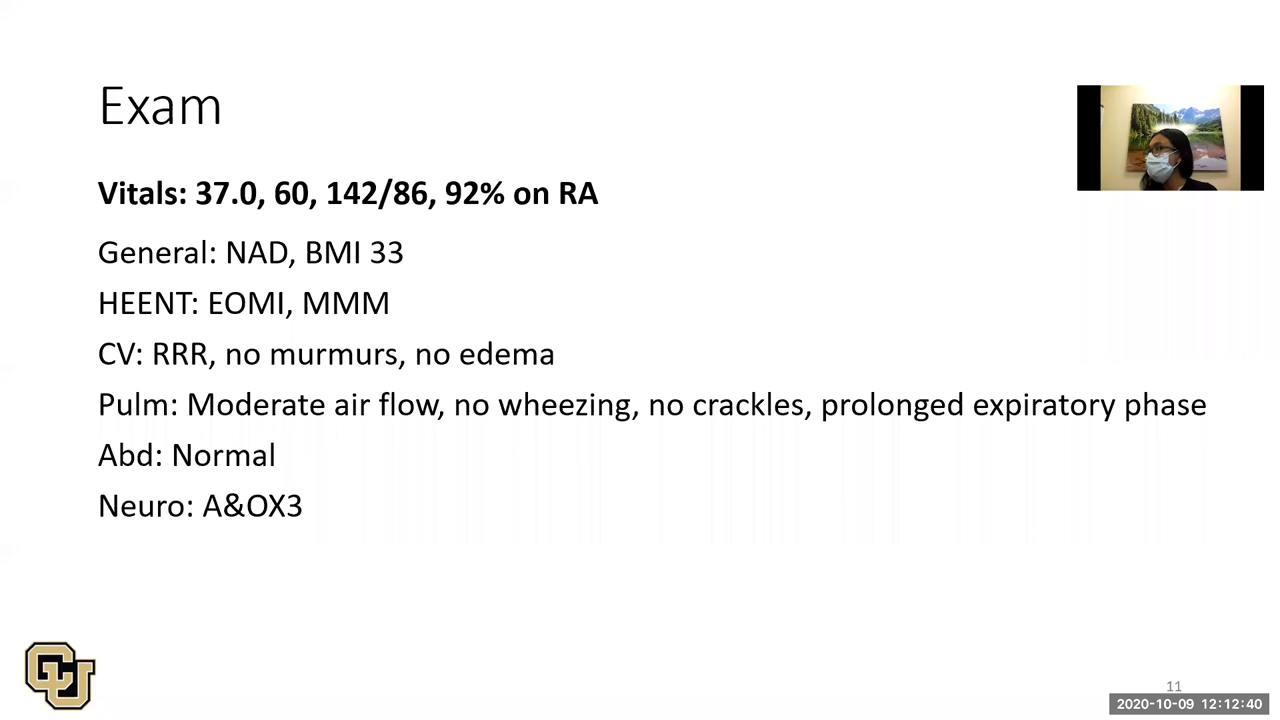 Exam
Vitals: 37.0, 60, 142/86, 92% on RA
General: NAD, BMI 33
HEENT: EOMI, MMM
CV: RRR, no murmurs, no edema
Pulm: Moderate air flow, no wheezing, no crackles, prolonged expiratory phase
Abd: Normal
Neuro: A&OX3
CU
11
2020-10-09 12:12:40